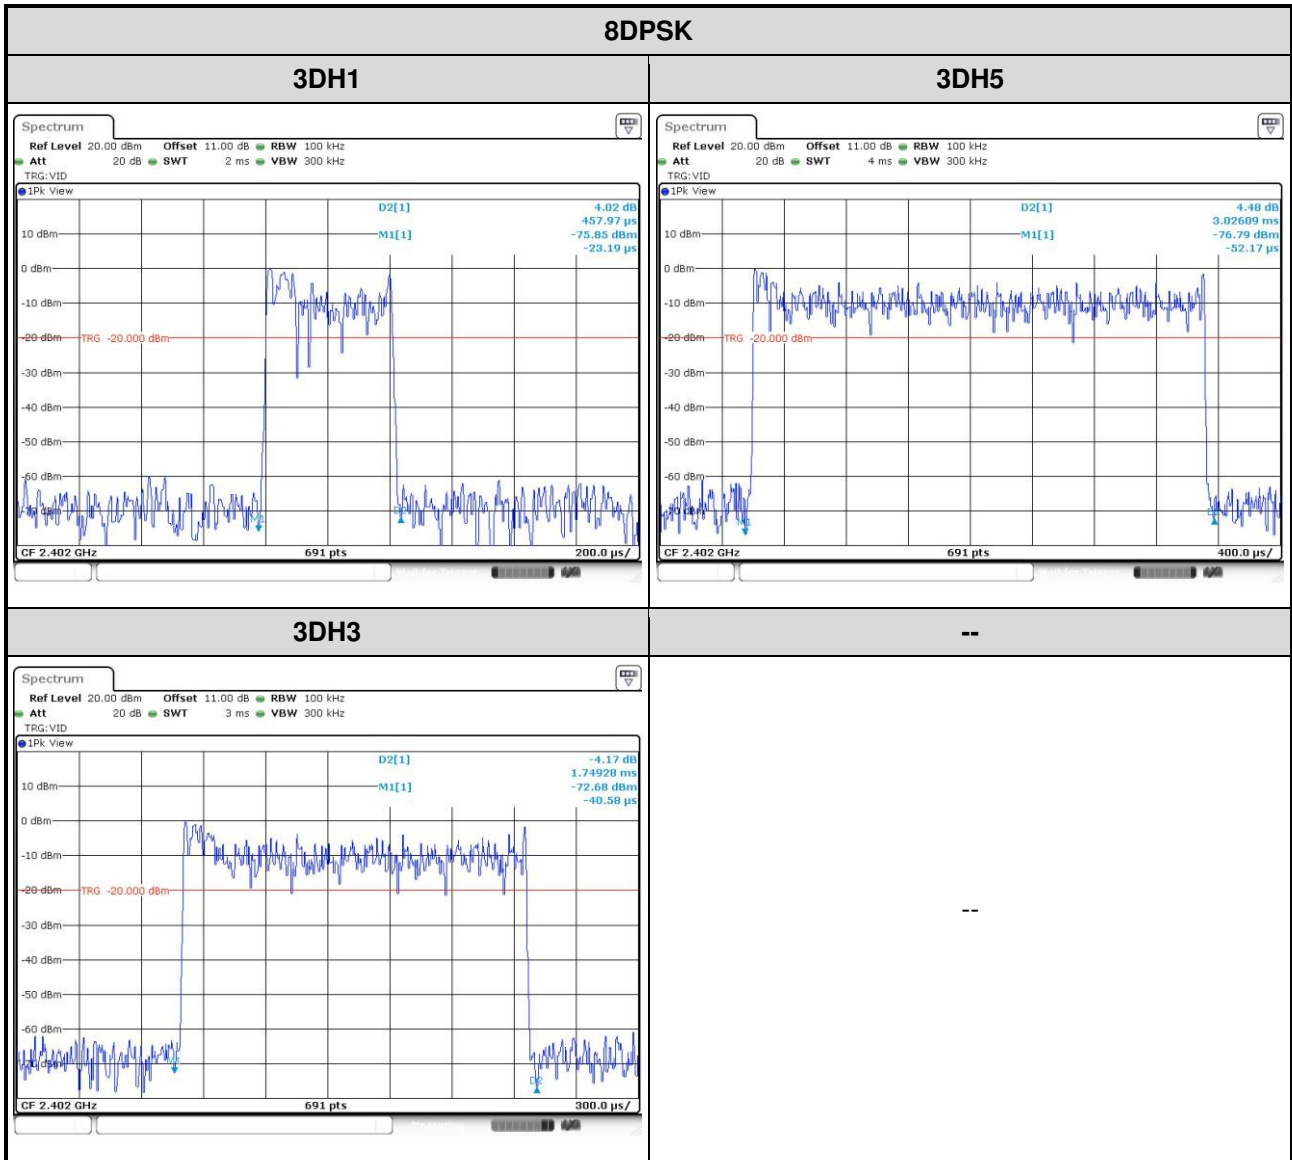 8DPSK
3DH1 3DH5
Spectrum
Ref Level 20.00 dBm Offset 11.00 dB RBW 100 kHz
Att 20 dB SWT 2 ms VBW 300 kHz
TRG:VID
1Pk View
D2[1] 4.02 dB
457.97 µs
10 dBm M1[1] -75.85 dBm
-23.19 µs
0 dBm
-10 dBm
-20 dBm TRG -20.000 dBm
-30 dBm
-40 dBm
-50 dBm
-60 dBm
-70 dBm
M1
CF 2.402 GHz 691 pts 200.0 µs/
Spectrum
Ref Level 20.00 dBm Offset 11.00 dB RBW 100 kHz
Att 20 dB SWT 4 ms VBW 300 kHz
TRG:VID
1Pk View
D2[1] 4.48 dB
3.02609 ms
10 dBm M1[1] -76.79 dBm
-52.17 µs
0 dBm
-10 dBm
-20 dBm TRG -20.000 dBm
-30 dBm
-40 dBm
-50 dBm
-60 dBm
-70 dBm
CF 2.402 GHz 691 pts 400.0 µs/
3DH3 --
Spectrum
Ref Level 20.00 dBm Offset 11.00 dB RBW 100 kHz
Att 20 dB SWT 3 ms VBW 300 kHz
TRG:VID
1Pk View
D2[1] -4.17 dB
1.74928 ms
10 dBm M1[1] -72.68 dBm
-40.58 µs
0 dBm
-10 dBm
-20 dBm TRG -20.000 dBm
-30 dBm
-40 dBm
-50 dBm
-60 dBm
-70 dBm
D2
CF 2.402 GHz 691 pts 300.0 µs/
--